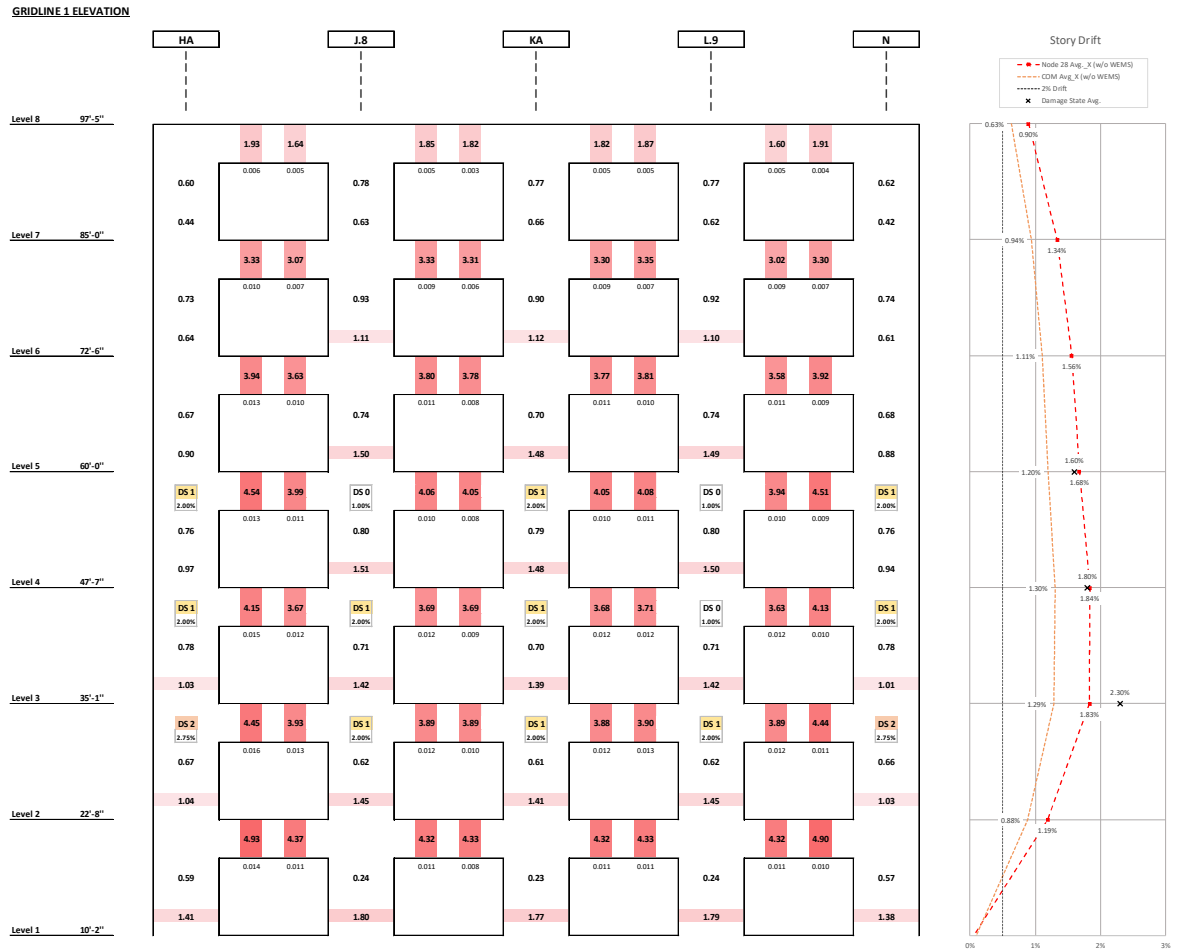 GRIDLINE 1 ELEVATION
HA J.8 KA L.9 N
Story Drift
Node 28 Avg._X (w/o WEMS)
COM Avg_X (w/o WEMS)
2% Drift
Damage State Avg.
Level 8 97'-5"
0.63%
0.90%
1.93 1.64 1.85 1.82 1.82 1.87 1.60 1.91
0.006 0.005 0.005 0.003 0.005 0.005 0.005 0.004
0.60 0.78 0.77 0.77 0.62
0.44 0.63 0.66 0.62 0.42
Level 7 85'-0"
0.94%
1.34%
3.33 3.07 3.33 3.31 3.30 3.35 3.02 3.30
0.010 0.007 0.009 0.006 0.009 0.007 0.009 0.007
0.73 0.93 0.90 0.92 0.74
0.64 1.11 1.12 1.10 0.61
Level 6 72'-6"
1.11%
1.56%
3.94 3.63 3.80 3.78 3.77 3.81 3.58 3.92
0.013 0.010 0.011 0.008 0.011 0.010 0.011 0.009
0.67 0.74 0.70 0.74 0.68
0.90 1.50 1.48 1.49 0.88
1.60%
Level 5 60'-0"
1.20%
1.68%
DS 1 4.54 3.99 DS 0 4.06 4.05 DS 1 4.05 4.08 DS 0 3.94 4.51 DS 1
2.00% 1.00% 2.00% 1.00% 2.00%
0.013 0.011 0.010 0.008 0.010 0.011 0.010 0.009
0.76 0.80 0.79 0.80 0.76
0.97 1.51 1.48 1.50 0.94
1.80%
Level 4 47'-7"
1.30%
1.84%
DS 1 4.15 3.67 DS 1 3.69 3.69 DS 1 3.68 3.71 DS 0 3.63 4.13 DS 1
2.00% 2.00% 2.00% 1.00% 2.00%
0.015 0.012 0.012 0.009 0.012 0.012 0.012 0.010
0.78 0.71 0.70 0.71 0.78
1.03 1.42 1.39 1.42 1.01
2.30%
Level 3 35'-1"
1.29%
1.83%
DS 2 4.45 3.93 DS 1 3.89 3.89 DS 1 3.88 3.90 DS 1 3.89 4.44 DS 2
2.75% 2.00% 2.00% 2.00% 2.75%
0.016 0.013 0.012 0.010 0.012 0.013 0.012 0.011
0.67 0.62 0.61 0.62 0.66
1.04 1.45 1.41 1.45 1.03
Level 2 22'-8"
0.88%
1.19%
4.93 4.37 4.32 4.33 4.32 4.33 4.32 4.90
0.014 0.011 0.011 0.008 0.011 0.011 0.011 0.010
0.59 0.24 0.23 0.24 0.57
1.41 1.80 1.77 1.79 1.38
Level 1 10'-2"
0% 1% 2% 3%